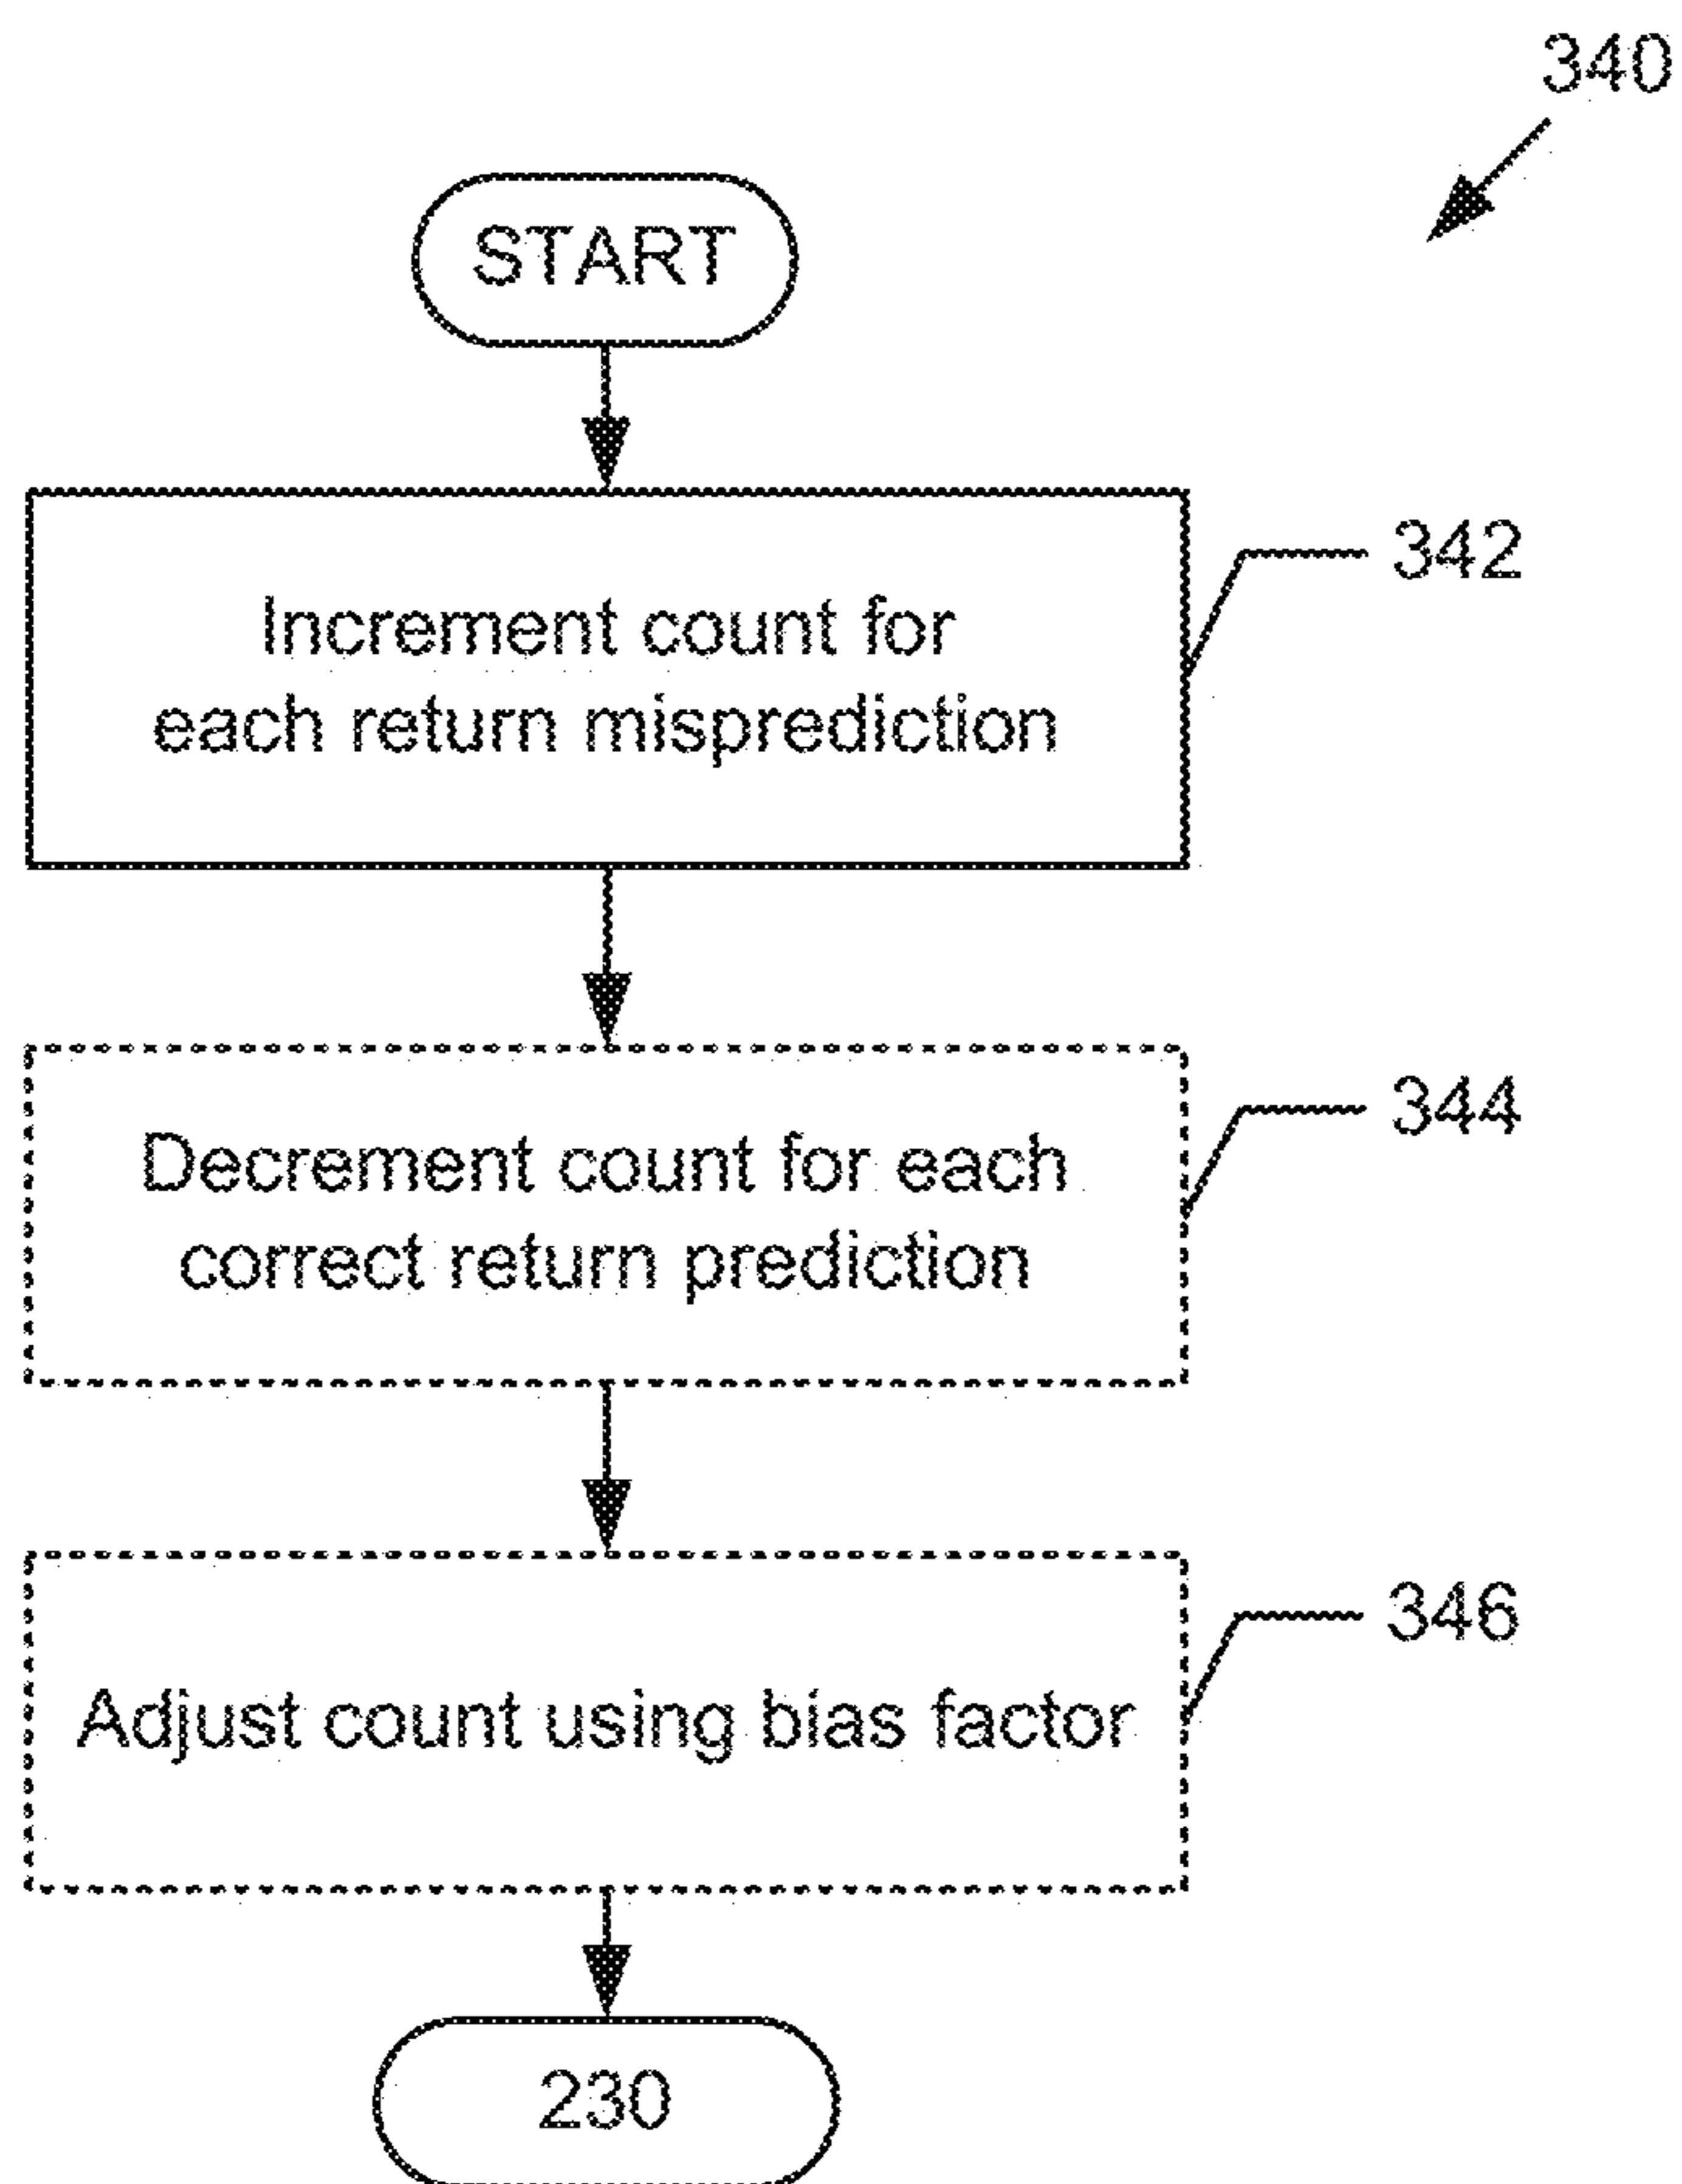 340
START
Increment count for
each return misprediction
342
Decrement count for each
correct return prediction
344
Adjust count using bias factor
346
230